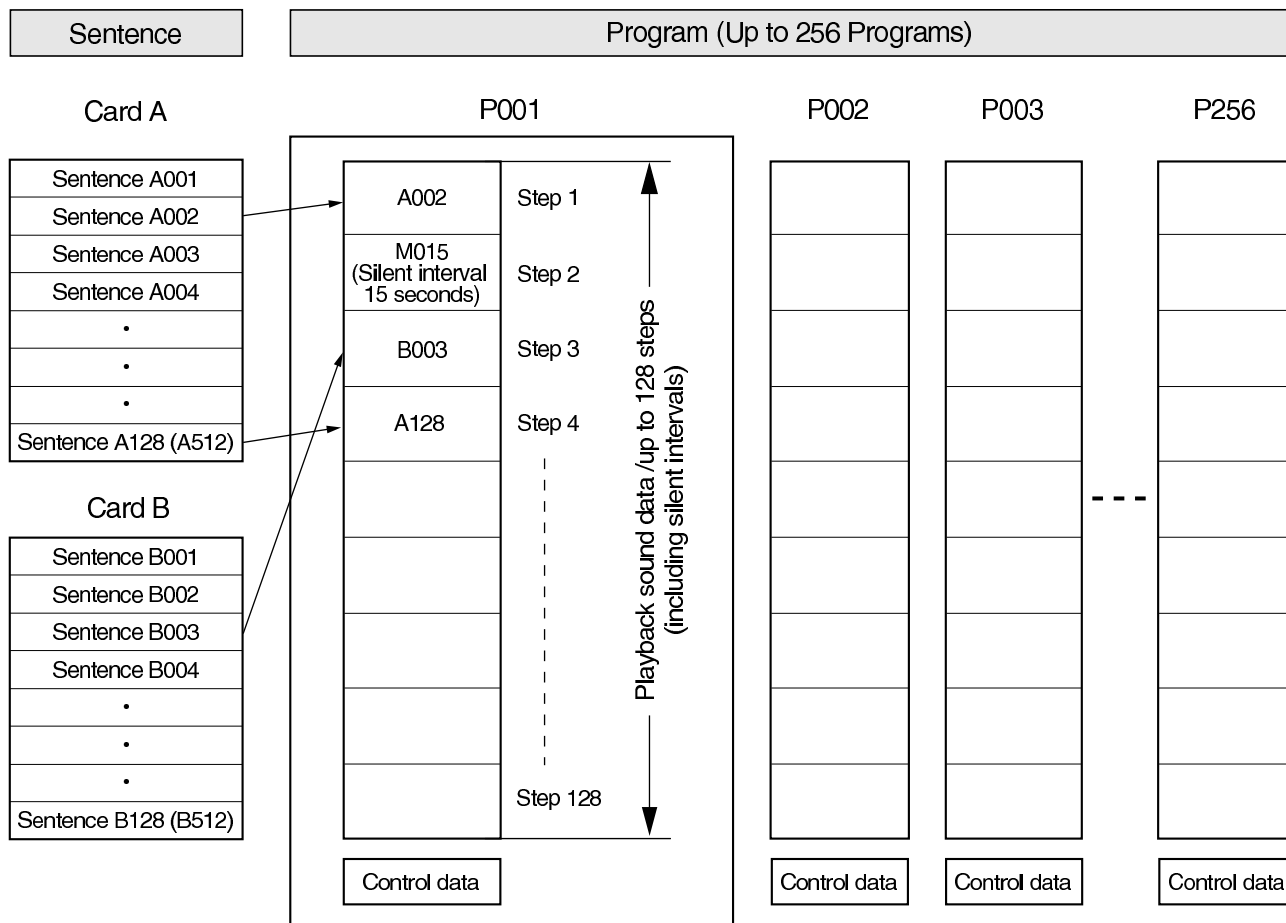 Sentence
Program (Up to 256 Programs)
Card A
Sentence A001
Sentence A002
Sentence A003
Sentence A004
Sentence A128 (A512)
Card B
Sentence B001
Sentence B002
Sentence B003
Sentence B004
Sentence B128 (B512)
P001
A002
Step 1
M015
(Silent interval
15 seconds)
Step 2
B003
Step 3
A128
Step 4
Step 128
Playback sound data /up to 128 steps
(including silent intervals)
Control data
P002
Control data
P003
Control data
P256
Control data